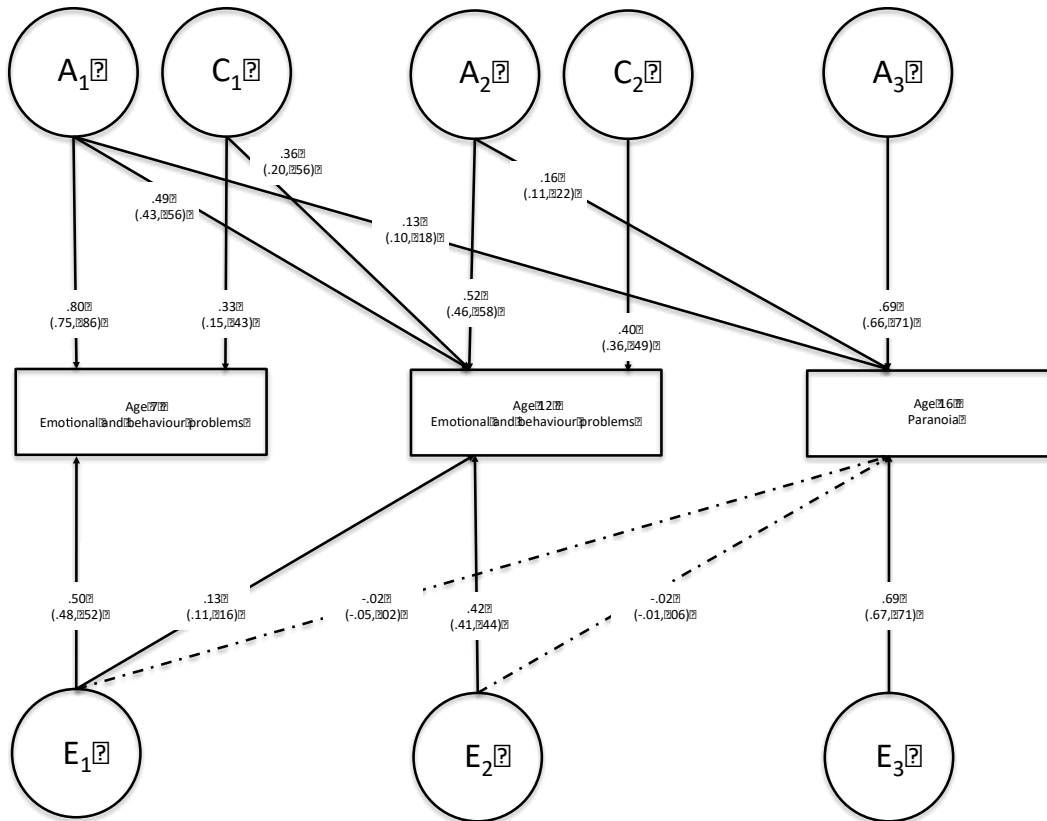 A₁⍰
C₁⍰
A₂⍰
C₂⍰
A₃⍰
.36⍰
(.20,⍰56)⍰
.16⍰
(.11,⍰22)⍰
.49⍰
(.43,⍰56)⍰
.13⍰
(.10,⍰18)⍰
.80⍰
(.75,⍰86)⍰
.33⍰
(.15,⍰43)⍰
.52⍰
(.46,⍰58)⍰
.40⍰
(.36,⍰49)⍰
.69⍰
(.66,⍰71)⍰
Age⍰7⍰
Emotional⍰and⍰behaviour⍰problems⍰
Age⍰12⍰
Emotional⍰and⍰behaviour⍰problems⍰
Age⍰16⍰
Paranoia⍰
.50⍰
(.48,⍰52)⍰
.13⍰
(.11,⍰16)⍰
-.02⍰
(-.05,⍰02)⍰
.42⍰
(.41,⍰44)⍰
-.02⍰
(-.01,⍰06)⍰
.69⍰
(.67,⍰71)⍰
E₁⍰
E₂⍰
E₃⍰